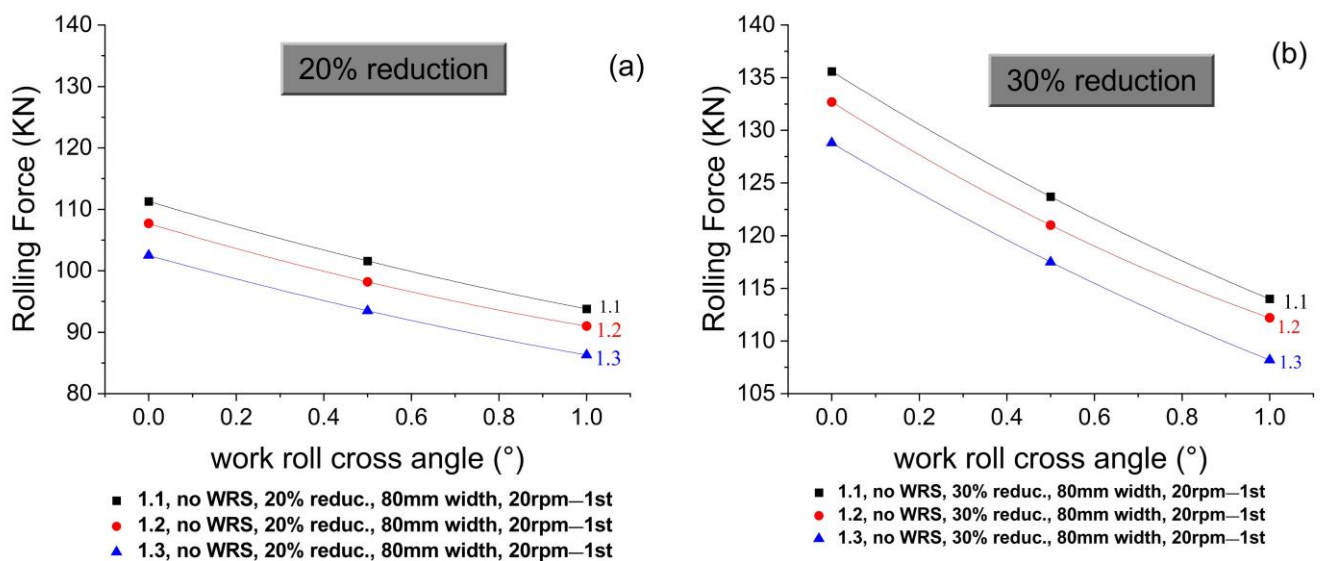 140
130
120
110
100
90
80
Rolling Force (KN)
20% reduction
(a)
1.1
1.2
1.3
0.0 0.2 0.4 0.6 0.8 1.0
work roll cross angle (°)
1.1, no WRS, 20% reduc., 80mm width, 20rpm—1st
1.2, no WRS, 20% reduc., 80mm width, 20rpm—1st
1.3, no WRS, 20% reduc., 80mm width, 20rpm—1st
140
135
130
125
120
115
110
105
Rolling Force (KN)
30% reduction
(b)
1.1
1.2
1.3
0.0 0.2 0.4 0.6 0.8 1.0
work roll cross angle (°)
1.1, no WRS, 30% reduc., 80mm width, 20rpm—1st
1.2, no WRS, 30% reduc., 80mm width, 20rpm—1st
1.3, no WRS, 30% reduc., 80mm width, 20rpm—1st